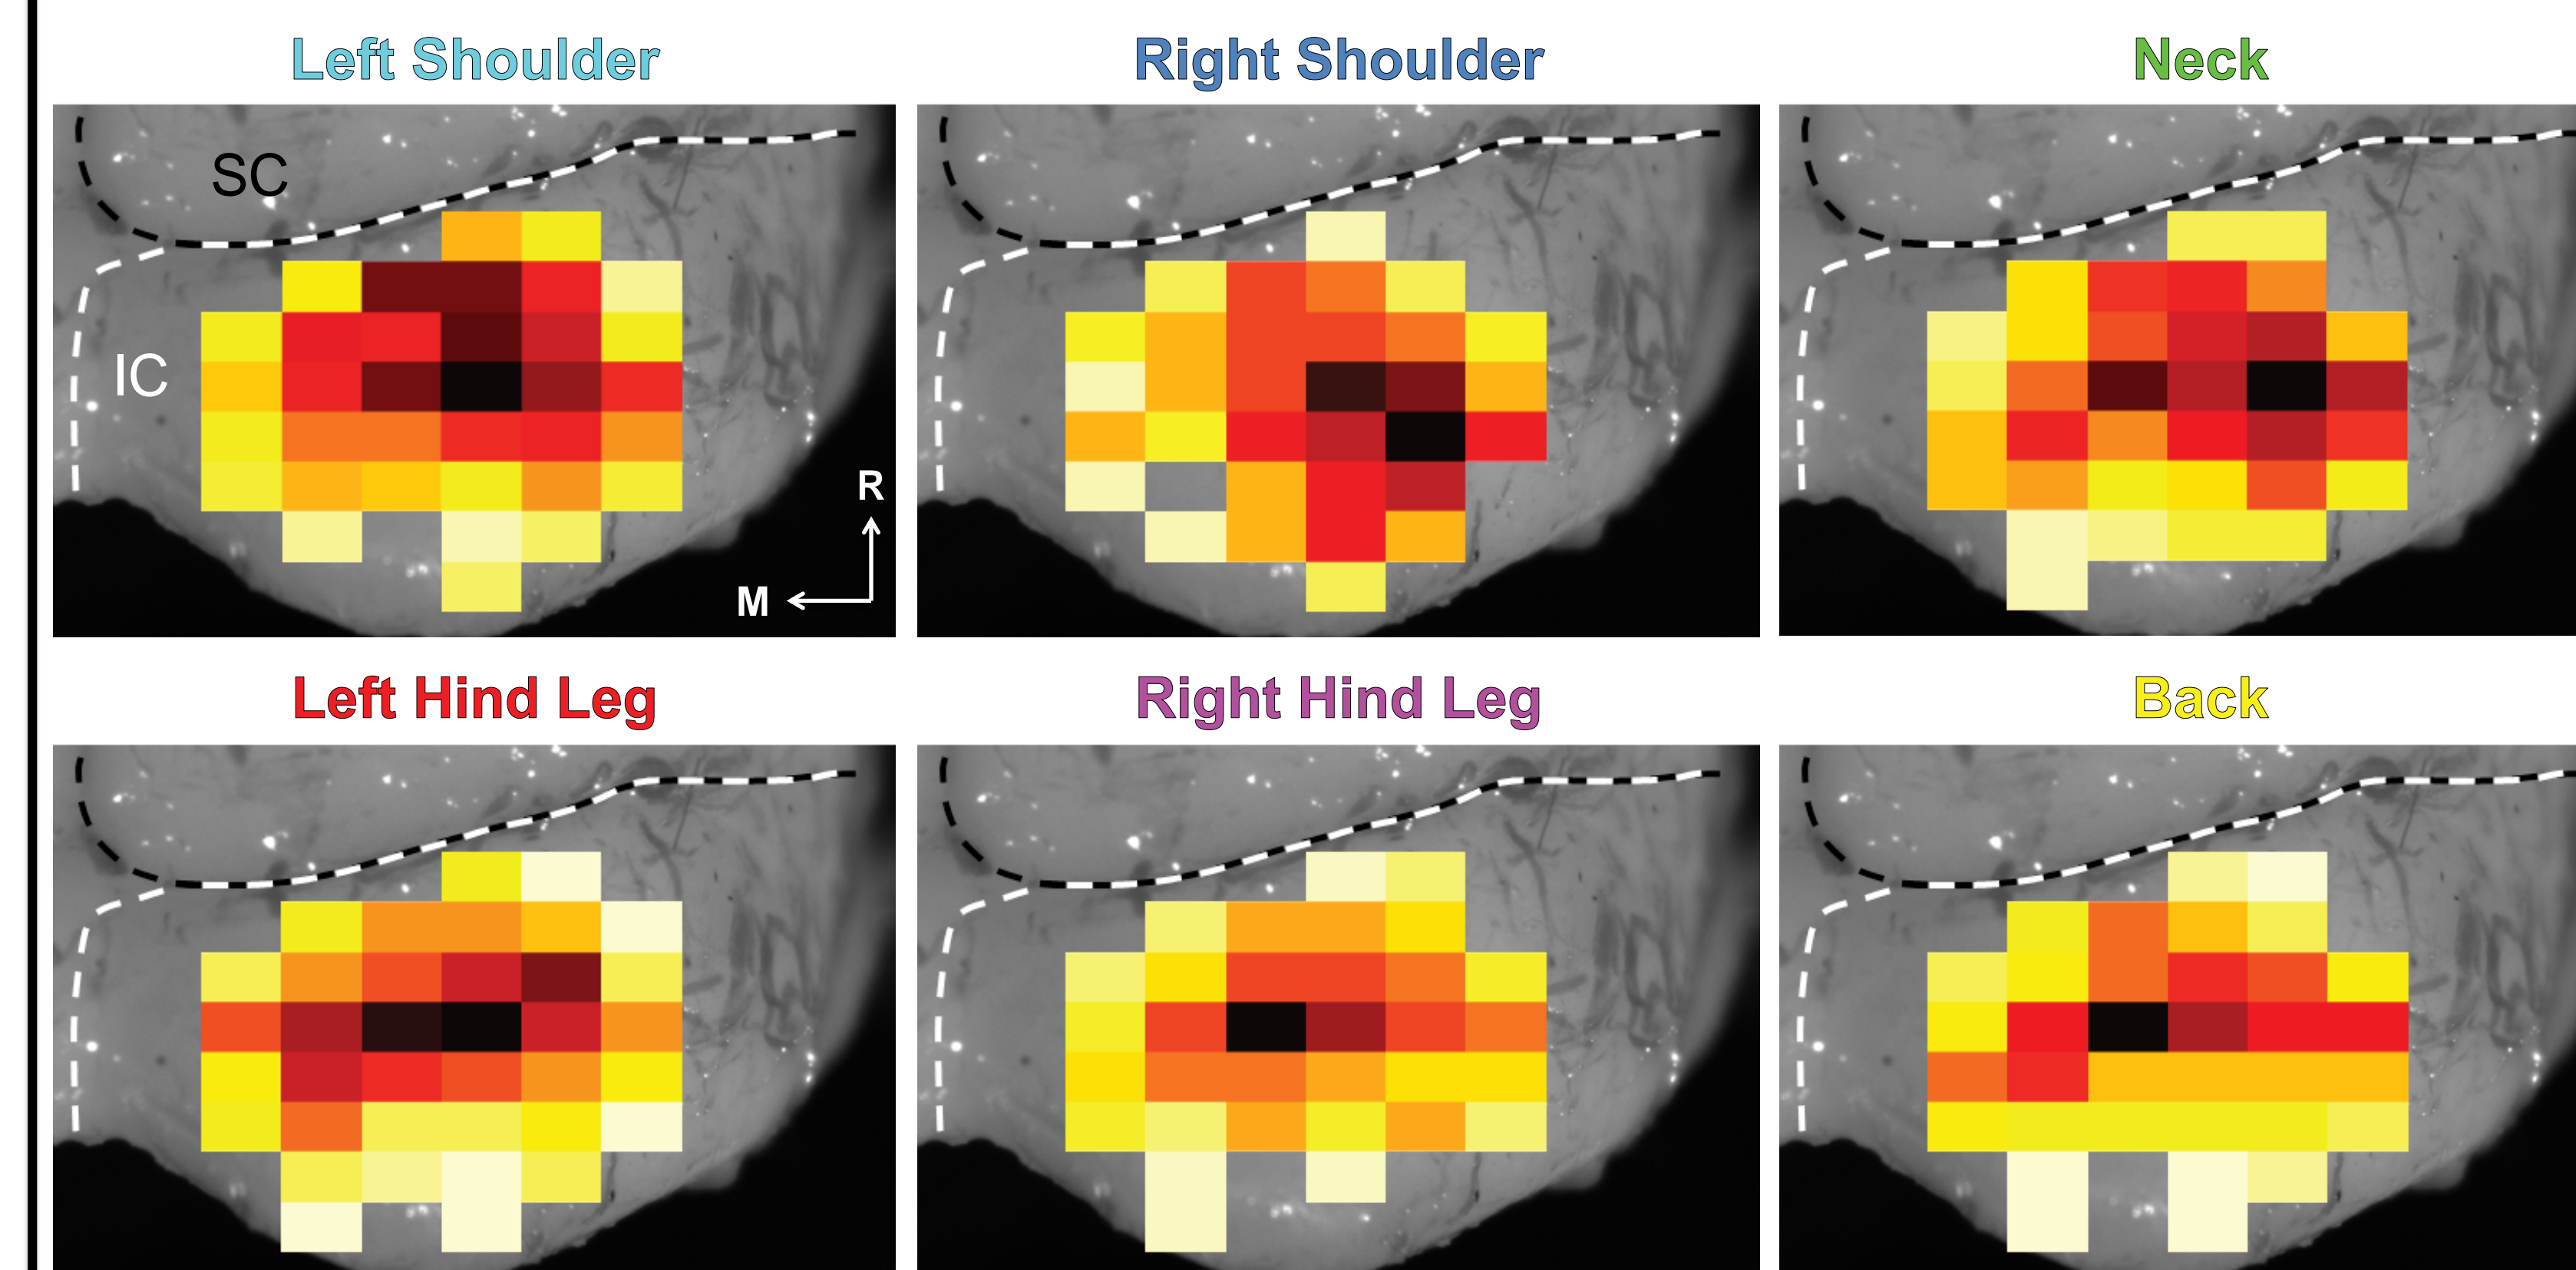 Left Shoulder
Right Shoulder
Neck
SC
IC
R
M
Left Hind Leg
Right Hind Leg
Back